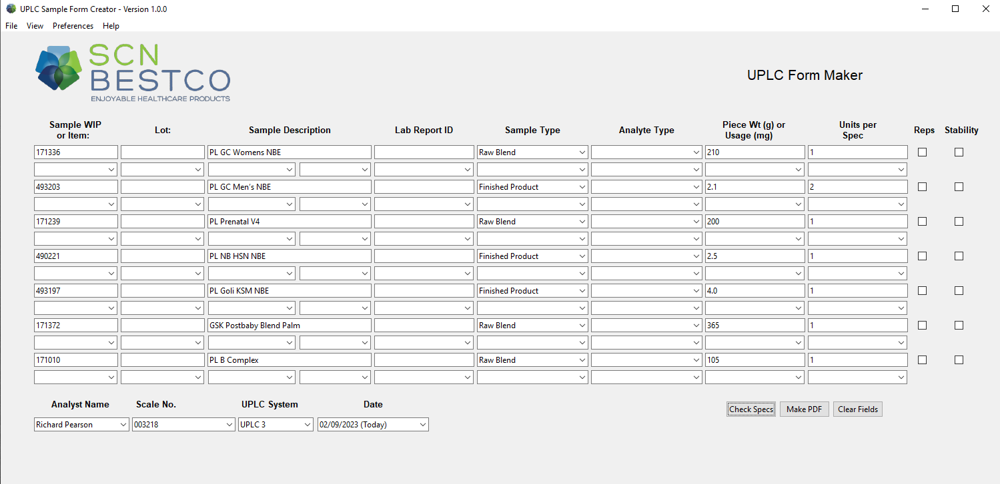 UPLC Sample Form Creator - Version 1.0.0
File View Preferences Help
SCN
BESTCO
ENJOYABLE HEALTHCARE PRODUCTS
UPLC Form Maker
Sample WIP or Item: Lot: Sample Description Lab Report ID Sample Type Analyte Type Piece Wt (g) or Usage (mg) Units per Spec Reps Stability
171336 PL GC Womens NBE Raw Blend 210 1
493203 PL GC Men's NBE Finished Product 2.1 2
171239 PL Prenatal V4 Raw Blend 200 1
490221 PL NB HSN NBE Finished Product 2.5 1
493197 PL Goli KSM NBE Finished Product 4.0 1
171372 GSK Postbaby Blend Palm Raw Blend 365 1
171010 PL B Complex Raw Blend 105 1
Analyst Name Scale No. UPLC System Date
Richard Pearson 003218 UPLC 3 02/09/2023 (Today)
Check Specs Make PDF Clear Fields